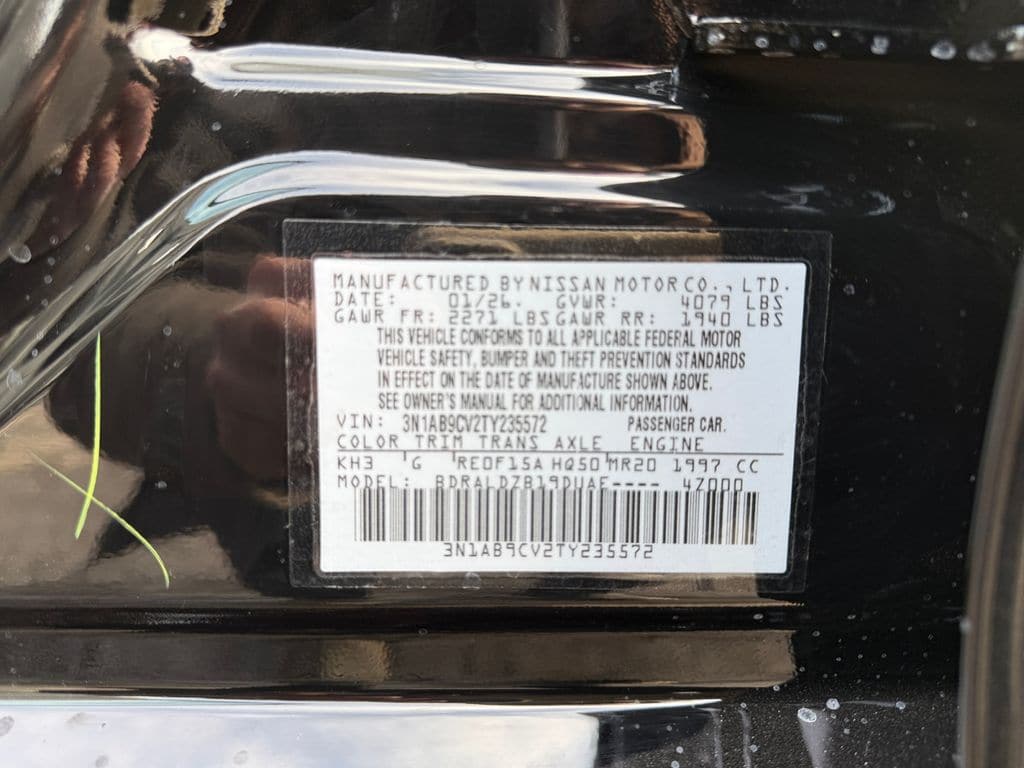 MANUFACTURED BY NISSAN MOTOR CO., LTD.
DATE: 01/26. GVWR: 4079 LBS
GAWR FR: 2271 LBS GAWR RR: 1940 LBS
THIS VEHICLE CONFORMS TO ALL APPLICABLE FEDERAL MOTOR
VEHICLE SAFETY, BUMPER AND THEFT PREVENTION STANDARDS
IN EFFECT ON THE DATE OF MANUFACTURE SHOWN ABOVE.
SEE OWNER'S MANUAL FOR ADDITIONAL INFORMATION.
VIN: 3N1AB9CV2TY235572 PASSENGER CAR.
COLOR TRIM TRANS AXLE ENGINE
KH3 G RE0F15A HQ50 MR20 1997 CC
MODEL: BDRALDZB19DUAF---- 4Z000
3N1AB9CV2TY235572